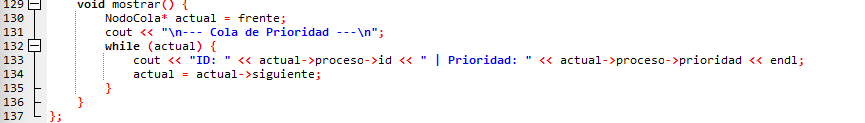 129 void mostrar() {
130 NodoCola* actual = frente;
131 cout << "\n--- Cola de Prioridad ---\n";
132 while (actual) {
133 cout << "ID: " << actual->proceso->id << " | Prioridad: " << actual->proceso->prioridad << endl;
134 actual = actual->siguiente;
135 }
136 }
137 };